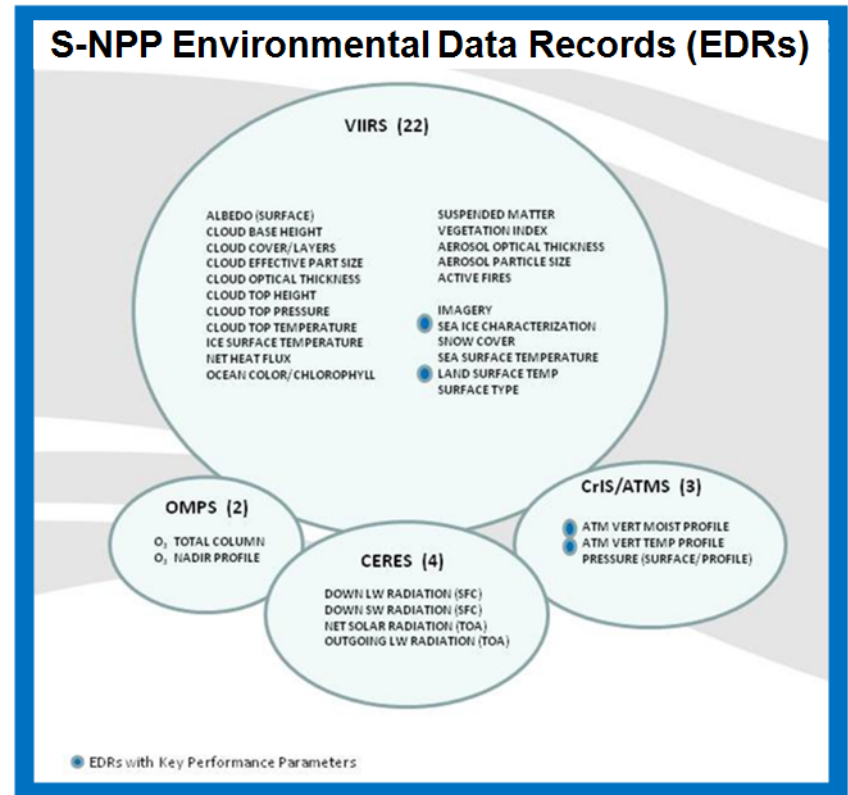 S-NPP Environmental Data Records (EDRs)
VIIRS (22)
ALBEDO (SURFACE)
CLOUD BASE HEIGHT
CLOUD COVER/LAYERS
CLOUD EFFECTIVE PART SIZE
CLOUD OPTICAL THICKNESS
CLOUD TOP HEIGHT
CLOUD TOP PRESSURE
CLOUD TOP TEMPERATURE
ICE SURFACE TEMPERATURE
NET HEAT FLUX
OCEAN COLOR/CHLOROPHYLL
SUSPENDED MATTER
VEGETATION INDEX
AEROSOL OPTICAL THICKNESS
AEROSOL PARTICLE SIZE
ACTIVE FIRES
IMAGERY
SEA ICE CHARACTERIZATION
SNOW COVER
SEA SURFACE TEMPERATURE
LAND SURFACE TEMP
SURFACE TYPE
OMPS (2)
O₃ TOTAL COLUMN
O₃ NADIR PROFILE
CERES (4)
DOWN LW RADIATION (SFC)
DOWN SW RADIATION (SFC)
NET SOLAR RADIATION (TOA)
OUTGOING LW RADIATION (TOA)
CrIS/ATMS (3)
ATM VERT MOIST PROFILE
ATM VERT TEMP PROFILE
PRESSURE (SURFACE/PROFILE)
EDRs with Key Performance Parameters